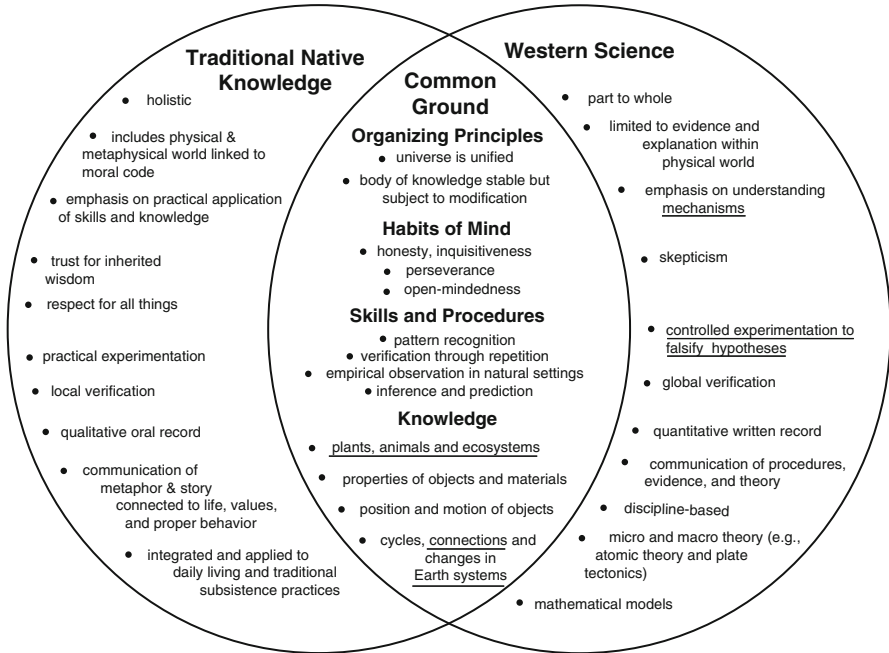 Traditional Native
Knowledge
• holistic
• includes physical &
metaphysical world linked to
moral code
• emphasis on practical application
of skills and knowledge
• trust for inherited
wisdom
• respect for all things
• practical experimentation
• local verification
• qualitative oral record
• communication of
metaphor & story
connected to life, values,
and proper behavior
• integrated and applied to
daily living and traditional
subsistence practices
Common
Ground
Organizing Principles
• universe is unified
• body of knowledge stable but
subject to modification
Habits of Mind
• honesty, inquisitiveness
• perseverance
• open-mindedness
Skills and Procedures
• pattern recognition
• verification through repetition
• empirical observation in natural settings
• inference and prediction
Knowledge
• plants, animals and ecosystems
• properties of objects and materials
• position and motion of objects
• cycles, connections and
changes in
Earth systems
Western Science
• part to whole
• limited to evidence and
explanation within
physical world
• emphasis on understanding
mechanisms
• skepticism
• controlled experimentation to
falsify hypotheses
• global verification
• quantitative written record
• communication of procedures,
evidence, and theory
• discipline-based
• micro and macro theory (e.g.,
atomic theory and plate
tectonics)
• mathematical models